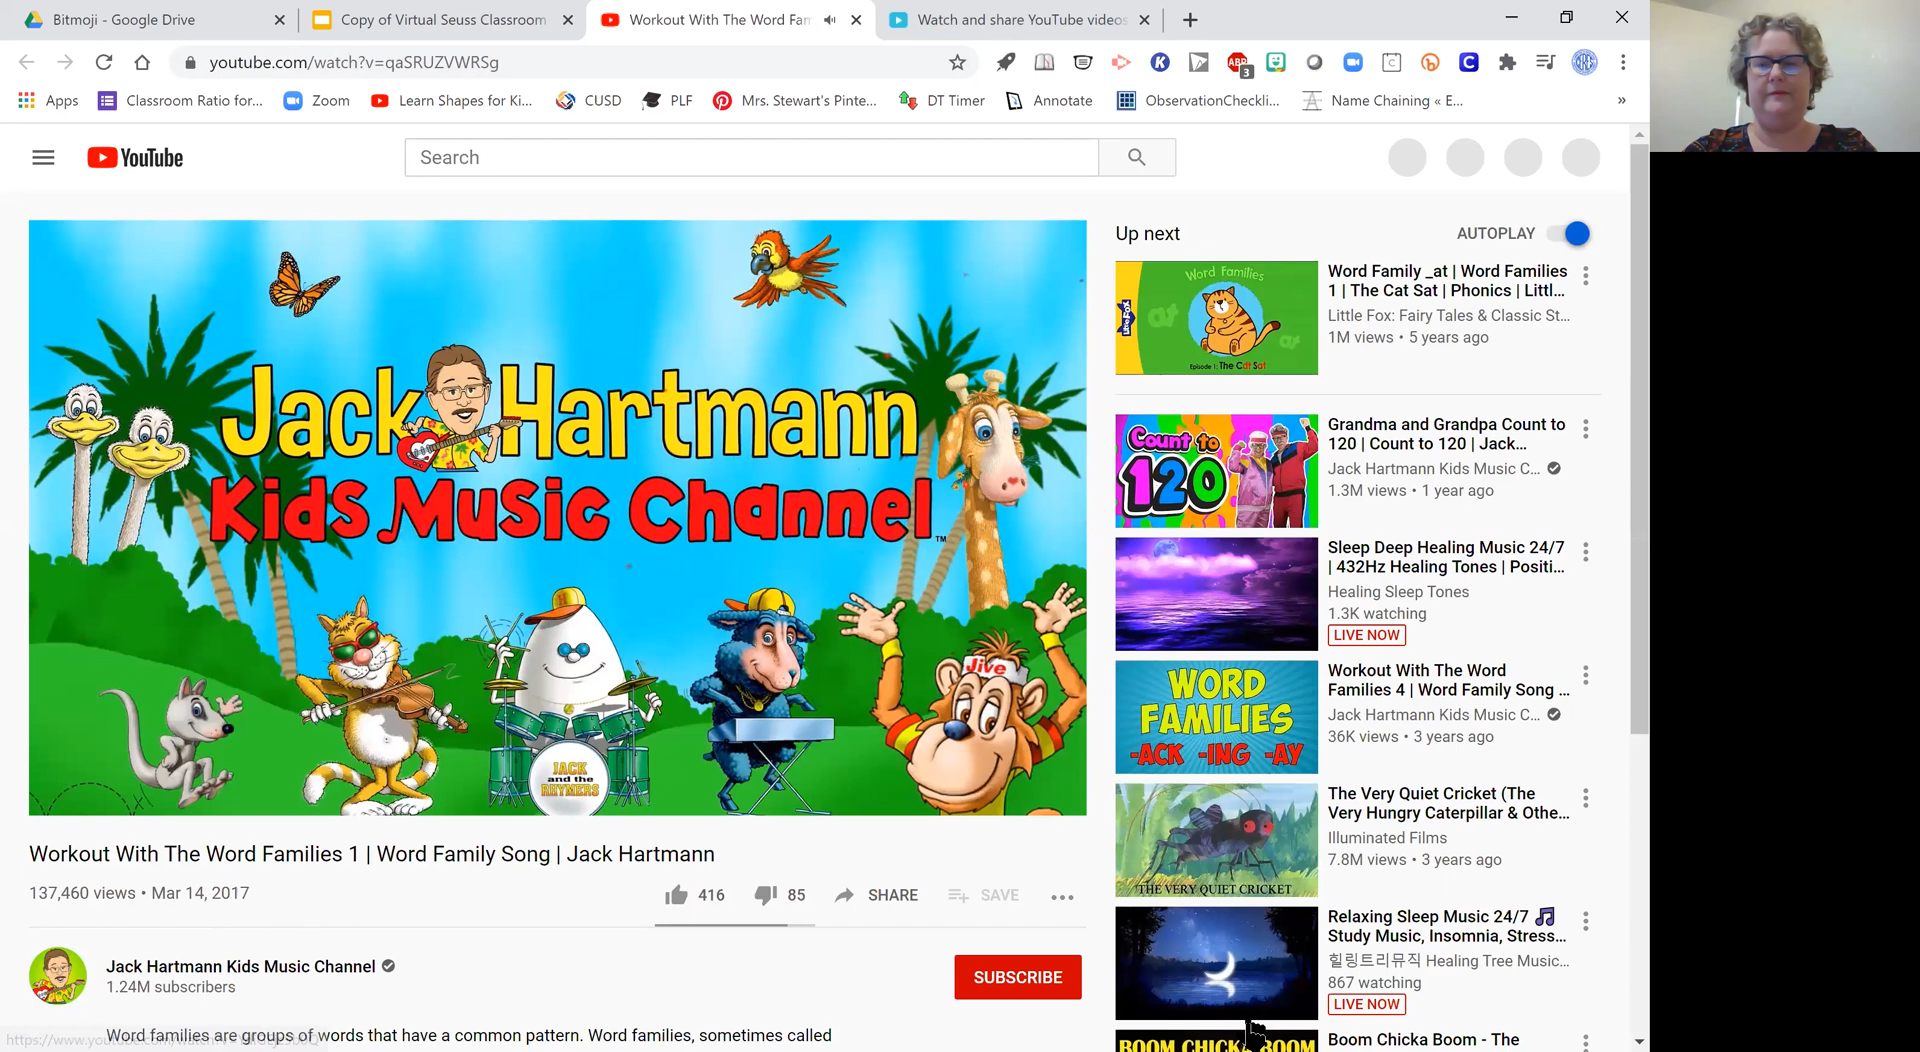 Bitmoji - Google Drive
Copy of Virtual Seuss Classroom
Workout With The Word Fam
Watch and share YouTube videos
youtube.com/watch?v=qaSRUZVWRSg
ABP
3
Apps
Classroom Ratio for...
Zoom
Learn Shapes for Ki...
CUSD
PLF
Mrs. Stewart's Pinte...
DT Timer
Annotate
ObservationCheckli...
Name Chaining « E...
»
YouTube
Search
Jack Hartmann
Kids Music Channel
TM
H
Jive
JACK
and the
RHYMERS
Workout With The Word Families 1 | Word Family Song | Jack Hartmann
137,460 views • Mar 14, 2017
416
85
SHARE
SAVE
Jack Hartmann Kids Music Channel
1.24M subscribers
SUBSCRIBE
Word families are groups of words that have a common pattern. Word families, sometimes called
Up next
AUTOPLAY
Word Families
at
at
Little Fox
Episode 1: The Cat Sat
Word Family _at | Word Families
1 | The Cat Sat | Phonics | Littl...
Little Fox: Fairy Tales & Classic St...
1M views • 5 years ago
Count to
120
Grandma and Grandpa Count to
120 | Count to 120 | Jack...
Jack Hartmann Kids Music C...
1.3M views • 1 year ago
Sleep Deep Healing Music 24/7
| 432Hz Healing Tones | Positi...
Healing Sleep Tones
1.3K watching
LIVE NOW
WORD
FAMILIES
-ACK -ING -AY
Workout With The Word
Families 4 | Word Family Song ...
Jack Hartmann Kids Music C...
36K views • 3 years ago
THE VERY QUIET CRICKET
The Very Quiet Cricket (The
Very Hungry Caterpillar & Othe...
Illuminated Films
7.8M views • 3 years ago
Relaxing Sleep Music 24/7 🎵
Study Music, Insomnia, Stress...
힐링트리뮤직 Healing Tree Music...
867 watching
LIVE NOW
BOOM CHICKA BOOM
Boom Chicka Boom - The